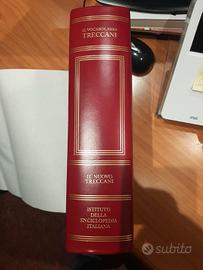 IL VOCABOLARIO
TRECCANI
IL NUOVO
TRECCANI
ISTITUTO
DELLA
ENCICLOPEDIA
ITALIANA
subito